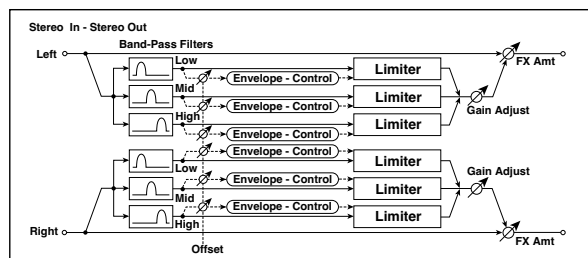 Stereo In - Stereo Out
Band-Pass Filters
Left
FX Amt
Low
Envelope - Control
Limiter
Mid
Envelope - Control
Limiter
Gain Adjust
High
Envelope - Control
Limiter
Envelope - Control
Low
Limiter
Gain Adjust
Envelope - Control
Mid
Limiter
Envelope - Control
High
Limiter
Right
FX Amt
Offset